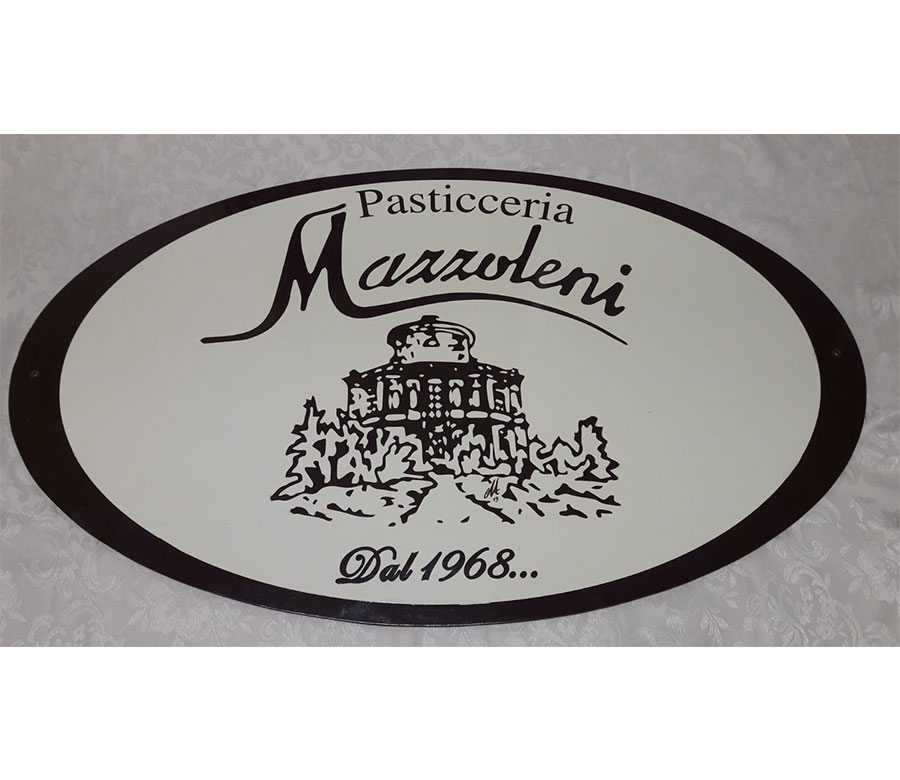 Pasticceria
Mazzoleni
Dal 1968...